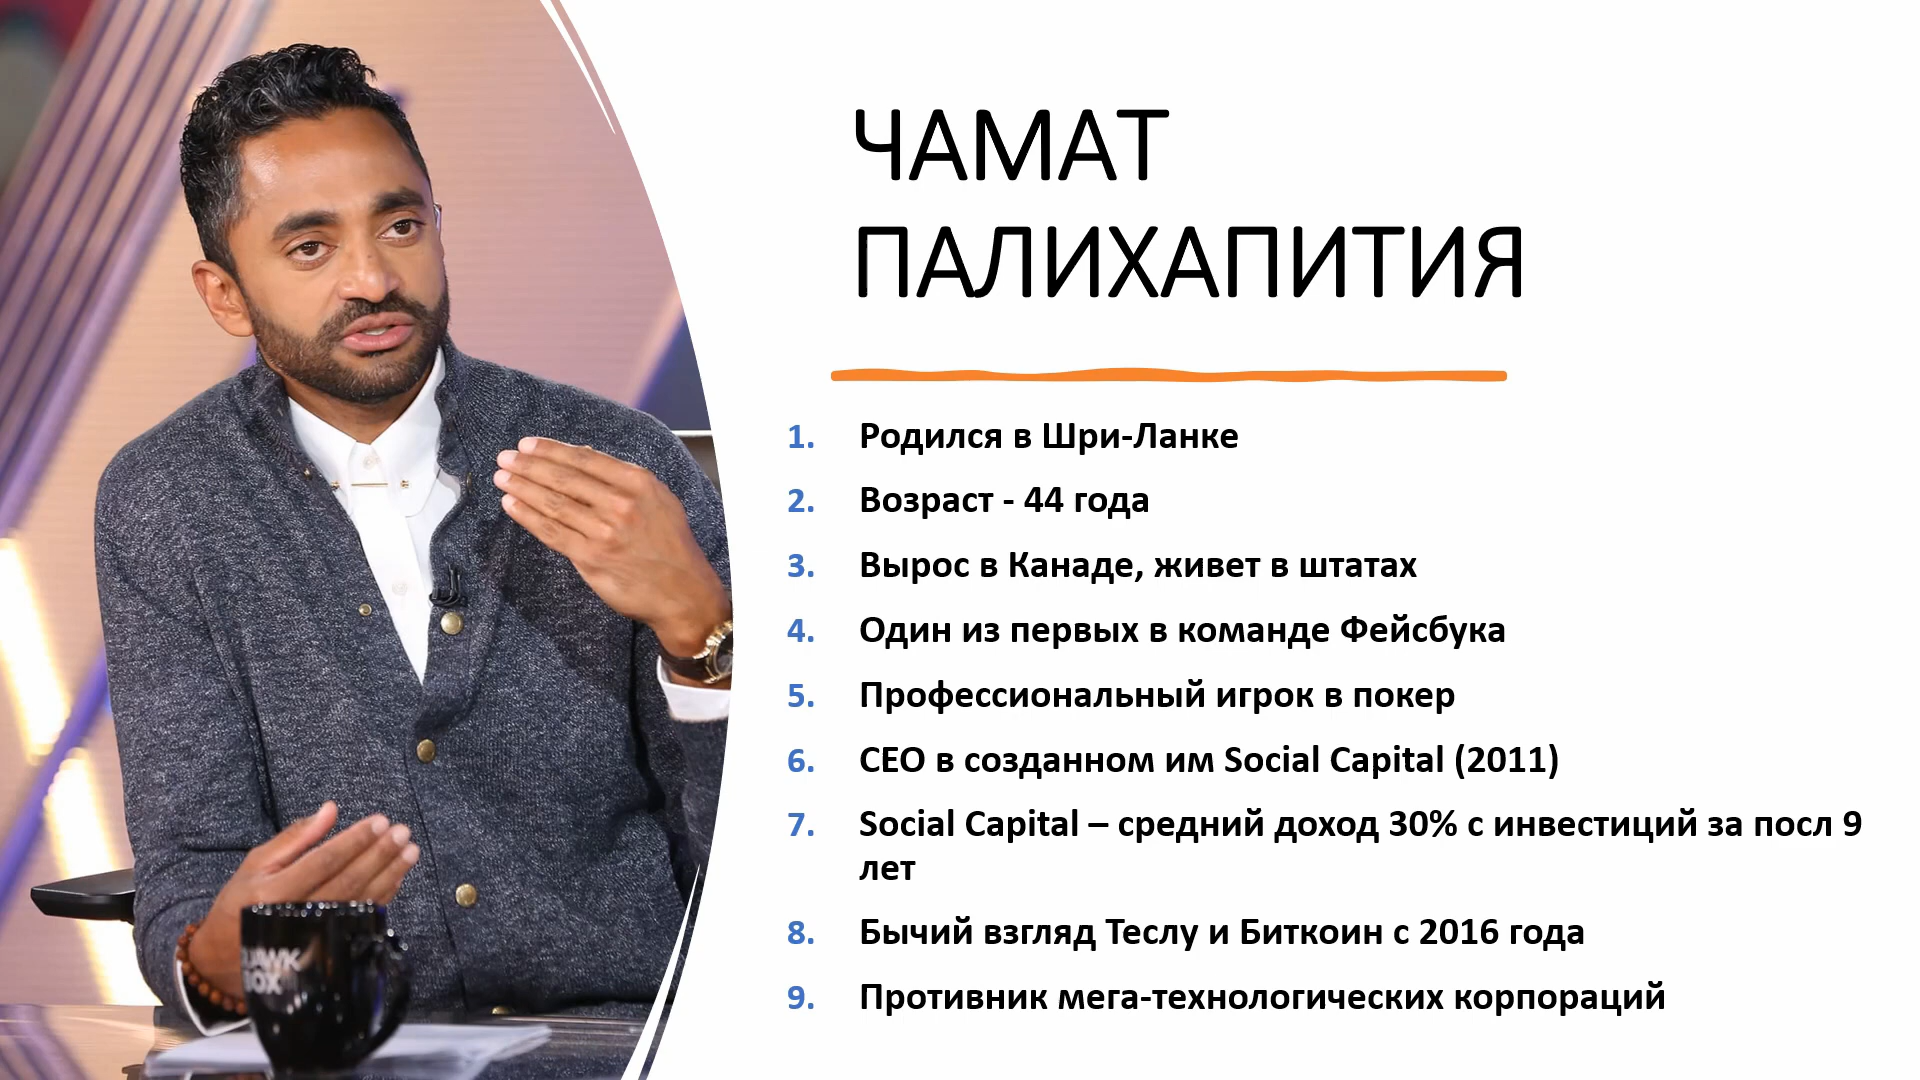 ЧАМАТ
ПАЛИХАПИТИЯ
1. Родился в Шри-Ланке
2. Возраст - 44 года
3. Вырос в Канаде, живет в штатах
4. Один из первых в команде Фейсбука
5. Профессиональный игрок в покер
6. CEO в созданном им Social Capital (2011)
7. Social Capital – средний доход 30% с инвестиций за посл 9
лет
8. Бычий взгляд Теслу и Биткоин с 2016 года
9. Противник мега-технологических корпораций